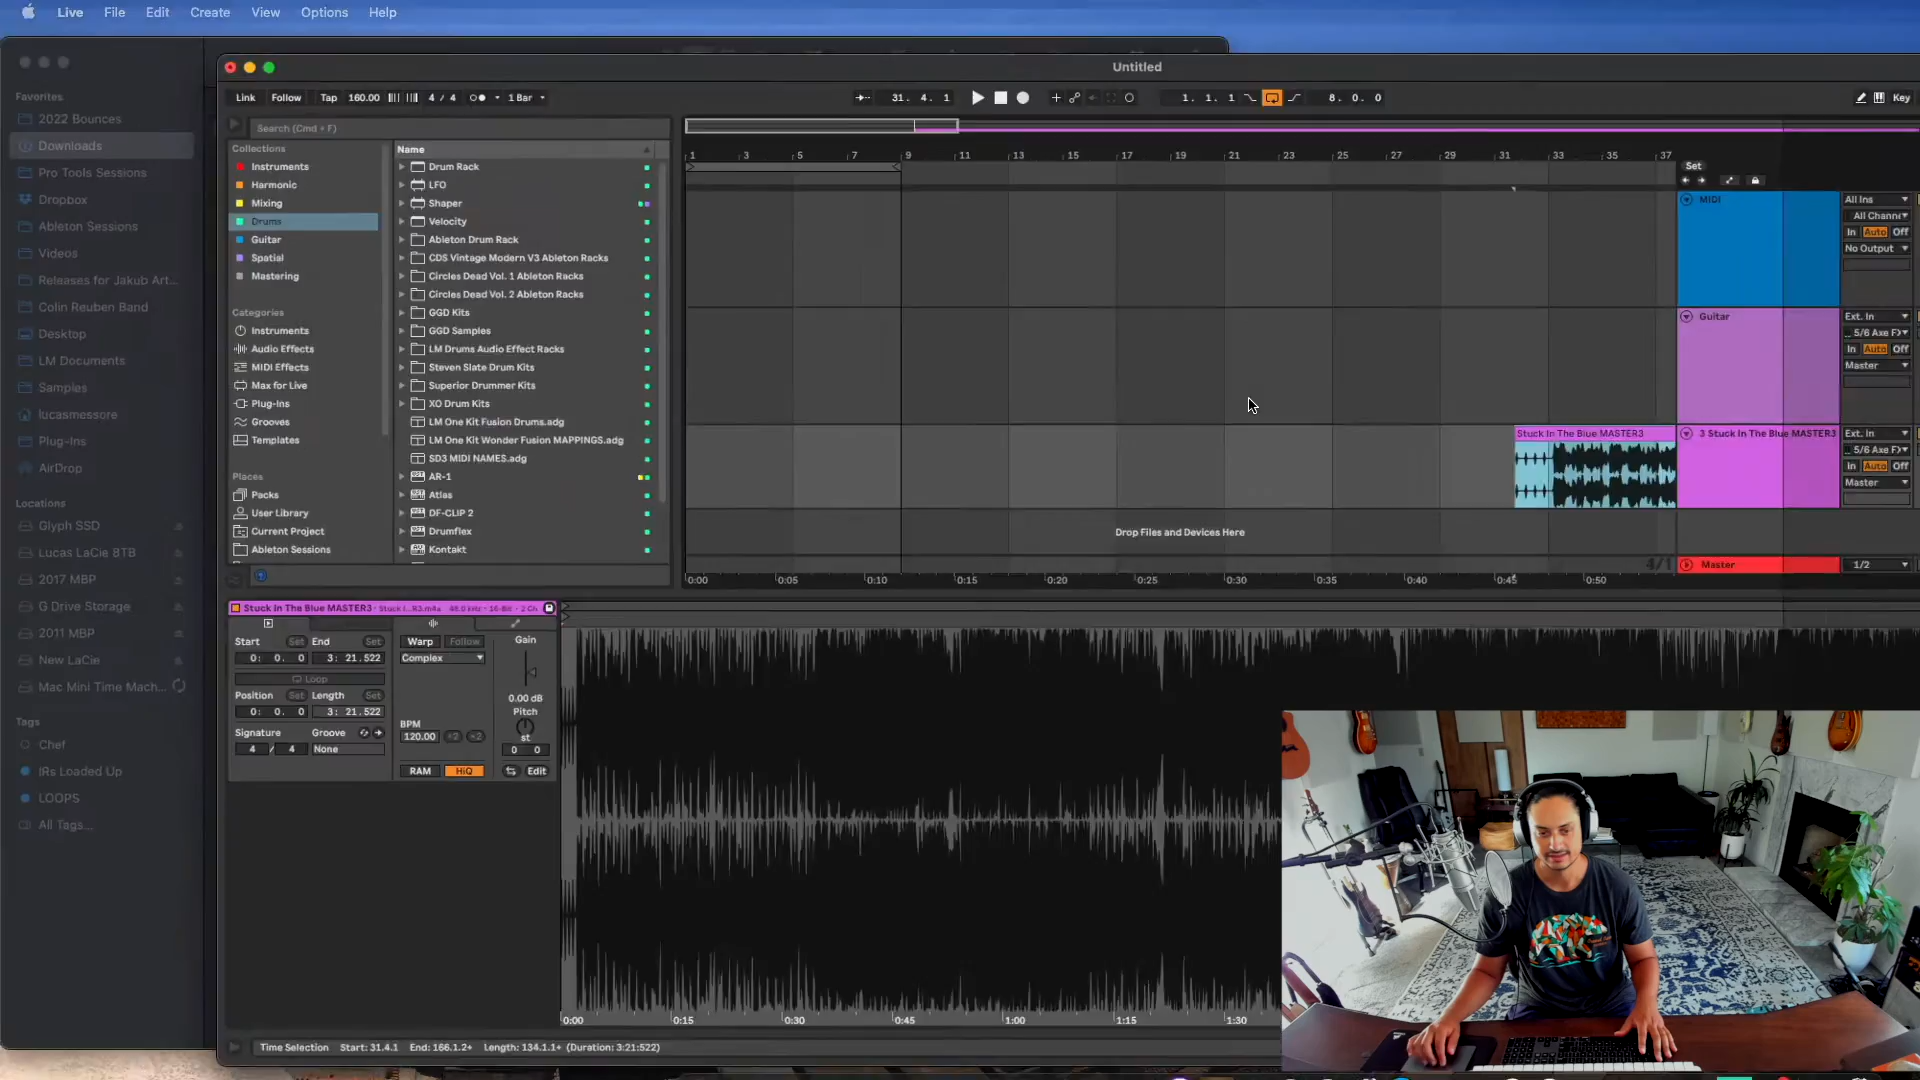 Live File Edit Create View Options Help
Untitled
Link Follow Tap 160.00 4 / 4 1 Bar 31. 4. 1 1. 1. 1 8. 0. 0 Key
Favorites
2022 Bounces
Downloads
Pro Tools Sessions
Dropbox
Ableton Sessions
Videos
Releases for Jakub Art...
Colin Reuben Band
Desktop
LM Documents
Samples
lucasmessore
Plug-Ins
AirDrop
Locations
Glyph SSD
Lucas LaCie 8TB
2017 MBP
G Drive Storage
2011 MBP
New LaCie
Mac Mini Time Mach...
Tags
Chef
IRs Loaded Up
LOOPS
All Tags...
Search (Cmd + F)
Collections
Instruments
Harmonic
Mixing
Drums
Guitar
Spatial
Mastering
Categories
Instruments
Audio Effects
MIDI Effects
Max for Live
Plug-Ins
Grooves
Templates
Places
Packs
User Library
Current Project
Ableton Sessions
Name
Drum Rack
LFO
Shaper
Velocity
Ableton Drum Rack
CDS Vintage Modern V3 Ableton Racks
Circles Dead Vol. 1 Ableton Racks
Circles Dead Vol. 2 Ableton Racks
GGD Kits
GGD Samples
LM Drums Audio Effect Racks
Steven Slate Drum Kits
Superior Drummer Kits
XO Drum Kits
LM One Kit Fusion Drums.adg
LM One Kit Wonder Fusion MAPPINGS.adg
SD3 MIDI NAMES.adg
AR-1
Atlas
DF-CLIP 2
Drumflex
Kontakt
1 3 5 7 9 11 13 15 17 19 21 23 25 27 29 31 33 35 37
Set
MIDI
All Ins
All Channe
In Auto Off
No Output
Guitar
Ext. In
5/6 Axe F
In Auto Off
Master
Stuck In The Blue MASTER3
3 Stuck In The Blue MASTER3
Ext. In
5/6 Axe F
In Auto Off
Master
Drop Files and Devices Here
4/1
Master
1/2
0:00 0:05 0:10 0:15 0:20 0:25 0:30 0:35 0:40 0:45 0:50
Stuck In The Blue MASTER3 - Stuck I...R3.m4a 48.0 kHz - 16-Bit - 2 Ch
Start Set End Set
0: 0. 0 3: 21.522
Loop
Position Set Length Set
0: 0. 0 3: 21.522
Signature Groove
4 / 4 None
Warp Follow
Complex
BPM
120.00 :2 *2
RAM HiQ
Gain
0.00 dB
Pitch
st
0 0
Edit
0:00 0:15 0:30 0:45 1:00 1:15 1:30
Time Selection Start: 31.4.1 End: 166.1.2+ Length: 134.1.1+ (Duration: 3:21:522)